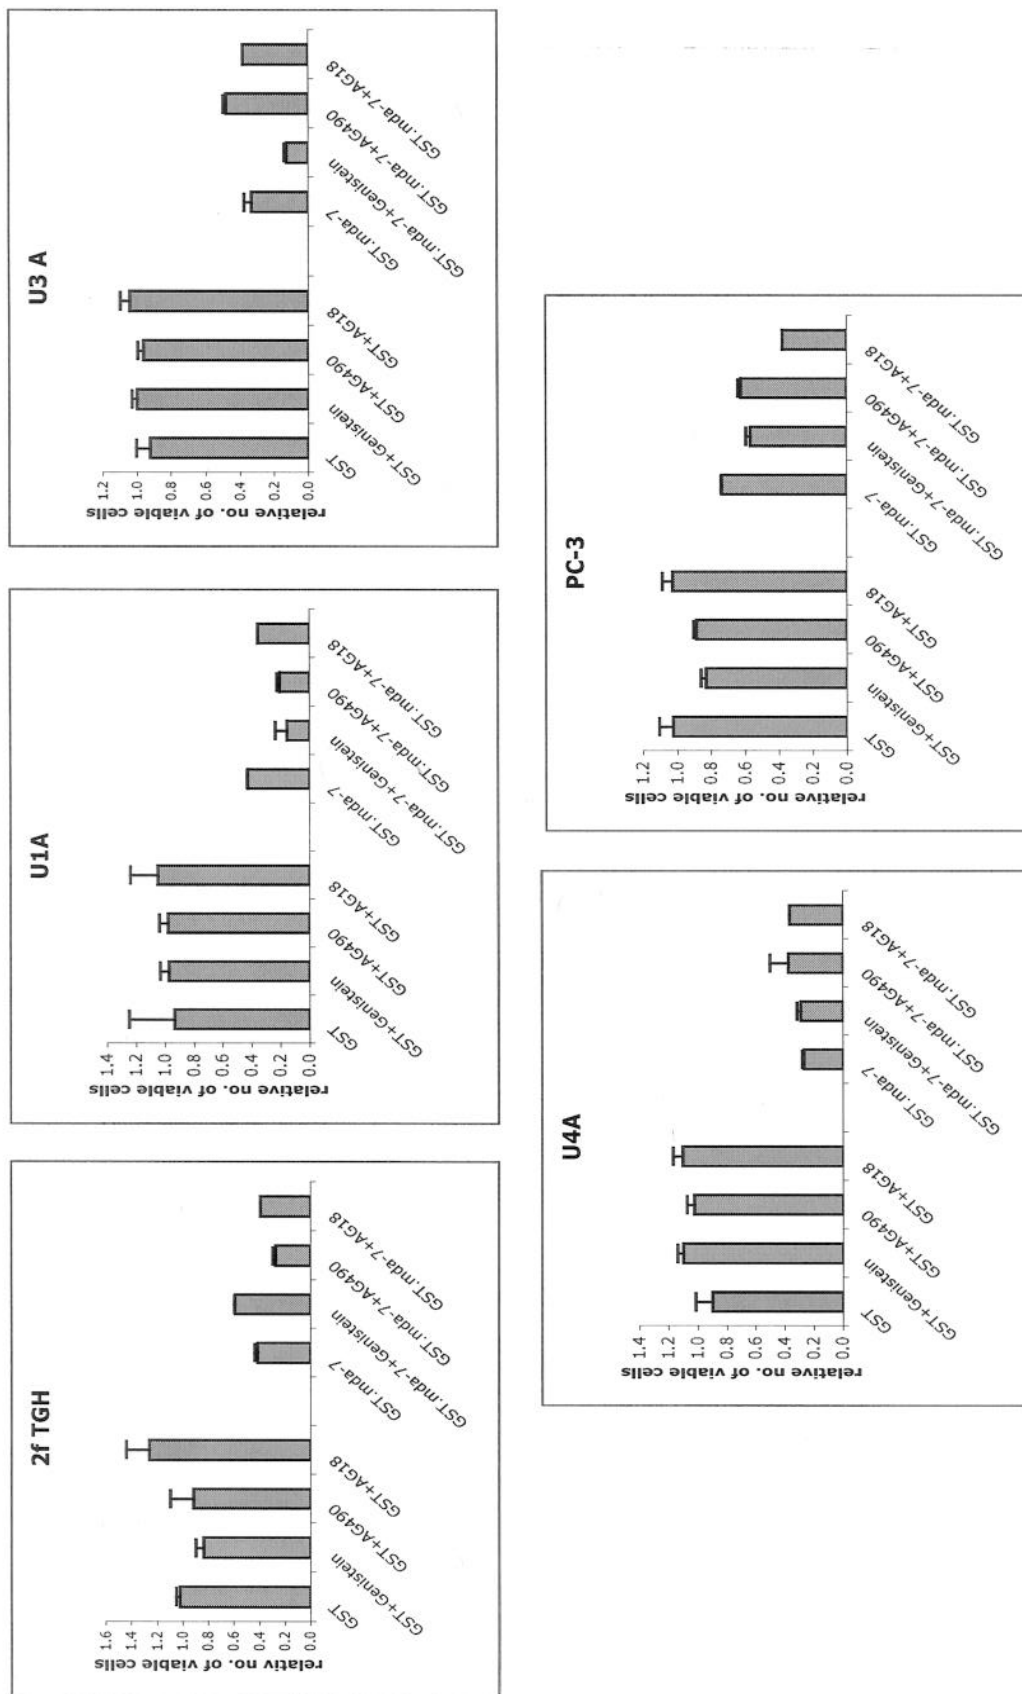 2f TGH
relativ no. of viable cells
1.6
1.4
1.2
1.0
0.8
0.6
0.4
0.2
0.0
GST
GST+Genistein
GST+AG490
GST+AG18
GST.mda-7
GST.mda-7+Genistein
GST.mda-7+AG490
GST.mda-7+AG18
U1A
relative no. of viable cells
1.4
1.2
1.0
0.8
0.6
0.4
0.2
0.0
GST
GST+Genistein
GST+AG490
GST+AG18
GST.mda-7
GST.mda-7+Genistein
GST.mda-7+AG490
GST.mda-7+AG18
U3 A
relative no. of viable cells
1.2
1.0
0.8
0.6
0.4
0.2
0.0
GST
GST+Genistein
GST+AG490
GST+AG18
GST.mda-7
GST.mda-7+Genistein
GST.mda-7+AG490
GST.mda-7+AG18
U4A
relative no. of viable cells
1.4
1.2
1.0
0.8
0.6
0.4
0.2
0.0
GST
GST+Genistein
GST+AG490
GST+AG18
GST.mda-7
GST.mda-7+Genistein
GST.mda-7+AG490
GST.mda-7+AG18
PC-3
relative no. of viable cells
1.2
1.0
0.8
0.6
0.4
0.2
0.0
GST
GST+Genistein
GST+AG490
GST+AG18
GST.mda-7
GST.mda-7+Genistein
GST.mda-7+AG490
GST.mda-7+AG18